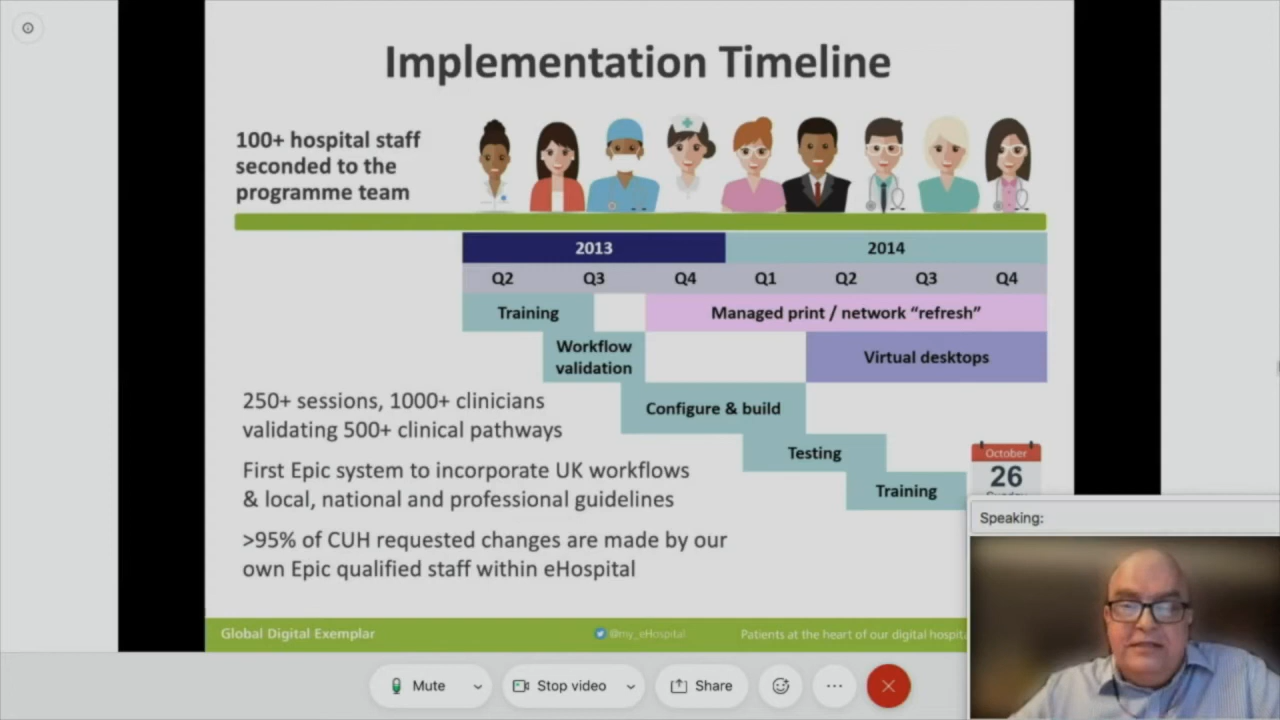 Implementation Timeline
100+ hospital staff
seconded to the
programme team
2013
2014
Q2
Q3
Q4
Q1
Q2
Q3
Q4
Training
Managed print / network “refresh”
Workflow
validation
Virtual desktops
Configure & build
Testing
Training
October
26
Sunday
250+ sessions, 1000+ clinicians
validating 500+ clinical pathways
First Epic system to incorporate UK workflows
& local, national and professional guidelines
>95% of CUH requested changes are made by our
own Epic qualified staff within eHospital
Global Digital Exemplar
@my_eHospital
Patients at the heart of our digital hospita
Speaking:
Mute
Stop video
Share